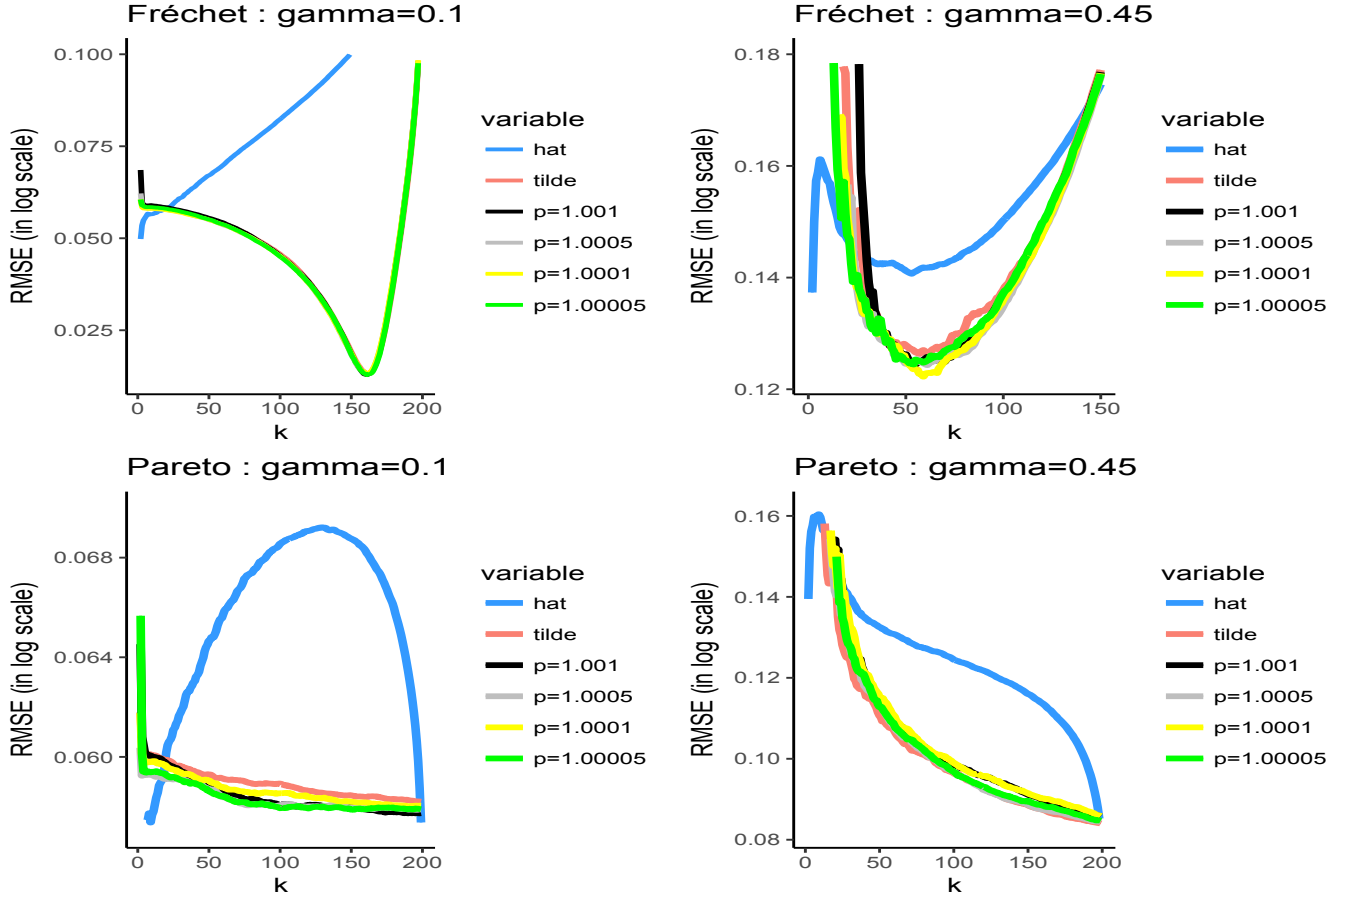 Fréchet : gamma=0.1
0.100
0.075
0.050
0.025
RMSE (in log scale)
0
50
100
150
200
k
variable
hat
tilde
p=1.001
p=1.0005
p=1.0001
p=1.00005
Fréchet : gamma=0.45
0.18
0.16
0.14
0.12
RMSE (in log scale)
0
50
100
150
k
variable
hat
tilde
p=1.001
p=1.0005
p=1.0001
p=1.00005
Pareto : gamma=0.1
0.068
0.064
0.060
RMSE (in log scale)
0
50
100
150
200
k
variable
hat
tilde
p=1.001
p=1.0005
p=1.0001
p=1.00005
Pareto : gamma=0.45
0.16
0.14
0.12
0.10
0.08
RMSE (in log scale)
0
50
100
150
200
k
variable
hat
tilde
p=1.001
p=1.0005
p=1.0001
p=1.00005